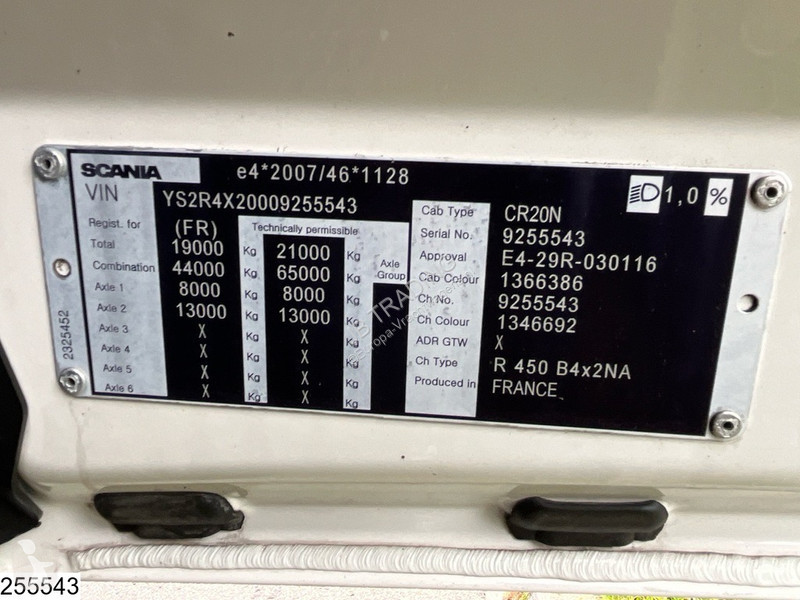 SCANIA e4*2007/46*1128
VIN YS2R4X20009255543
1,0 %
Regist. for (FR) Technically permissible
Total 19000 Kg 21000 Kg
Combination 44000 Kg 65000 Kg Axle Group
Axle 1 8000 Kg 8000 Kg
Axle 2 13000 Kg 13000 Kg
Axle 3 X Kg X Kg
Axle 4 X Kg X Kg
Axle 5 X Kg X Kg
Axle 6 X Kg X Kg
Cab Type CR20N
Serial No. 9255543
Approval E4-29R-030116
Cab Colour 1366386
Ch No. 9255543
Ch Colour 1346692
ADR GTW X
Ch Type R 450 B4x2NA
Produced in FRANCE
2325452
255543